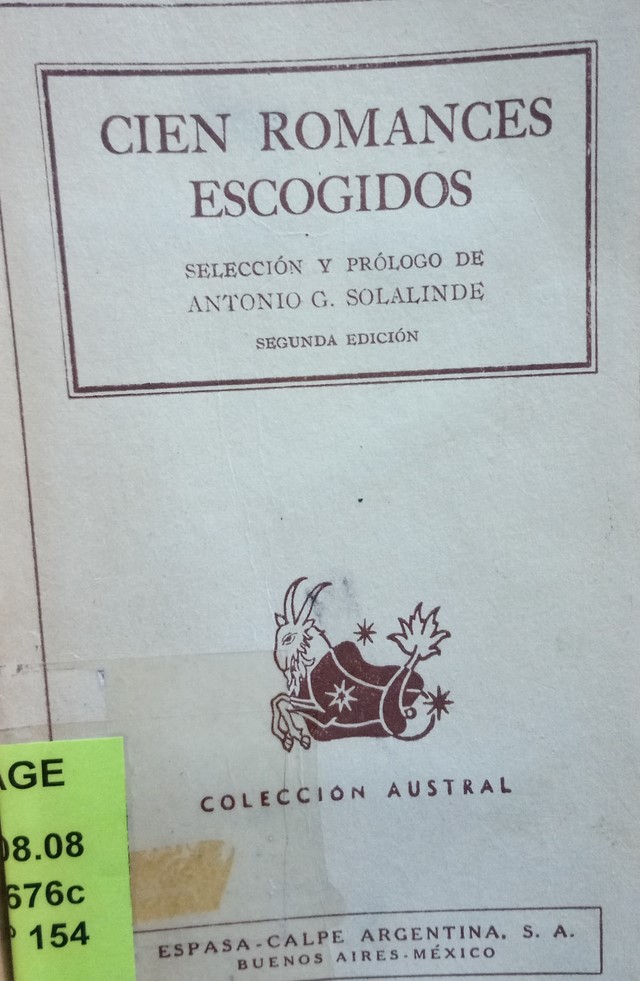 CIEN ROMANCES
ESCOGIDOS
SELECCIÓN Y PRÓLOGO DE
ANTONIO G. SOLALINDE
SEGUNDA EDICIÓN
COLECCIÓN AUSTRAL
AGE
08.08
676c
154
ESPASA-CALPE ARGENTINA, S. A.
BUENOS AIRES-MÉXICO